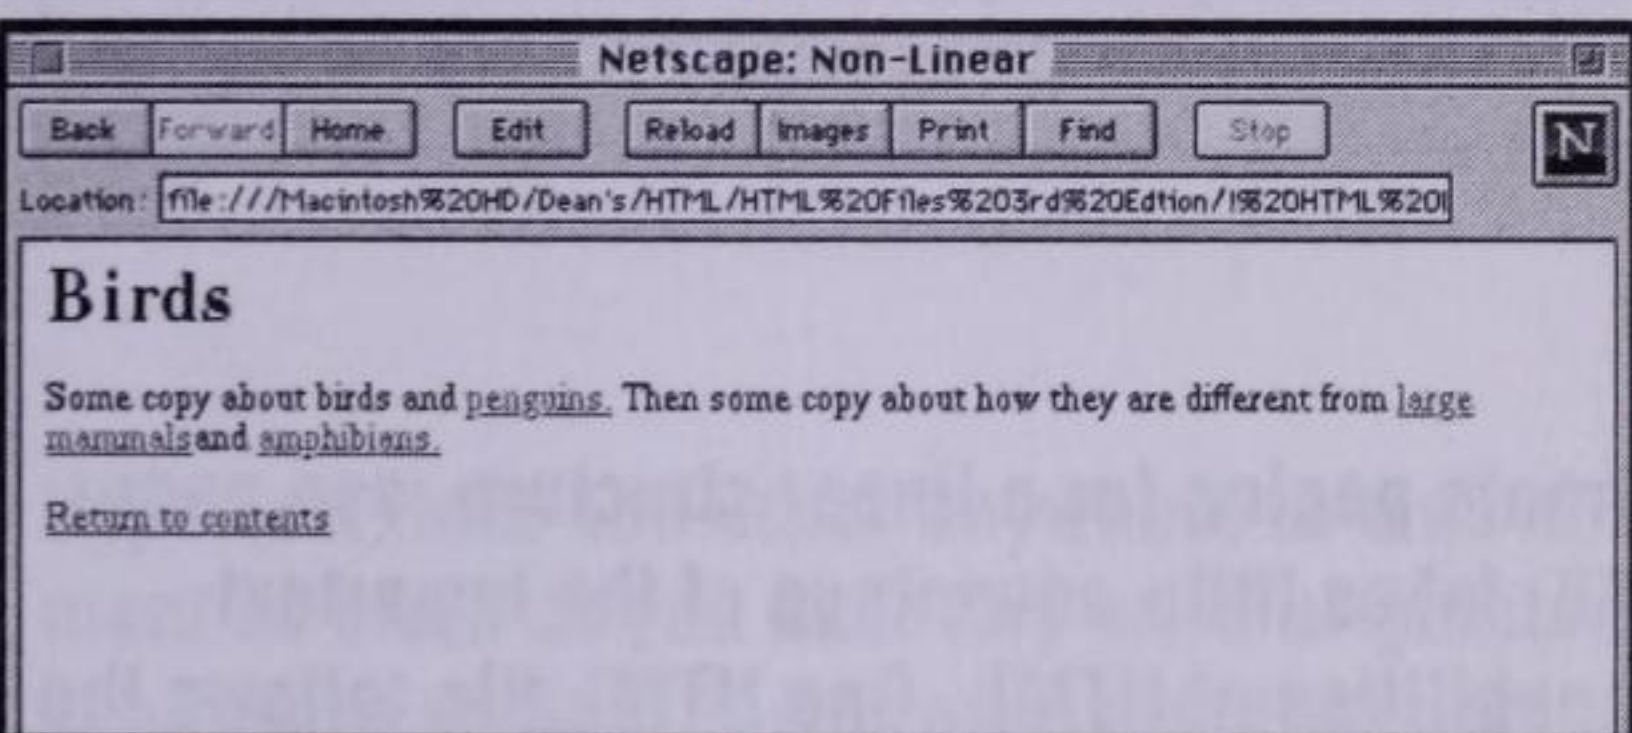 Netscape: Non-Linear
Back Forward Home Edit Reload Images Print Find Stop N
Location: file:///Macintosh%20HD/Dean's/HTML/HTML%20Files%203rd%20Edtion/!%20HTML%20
Birds
Some copy about birds and penguins. Then some copy about how they are different from large
mammalsand amphibians.
Return to contents